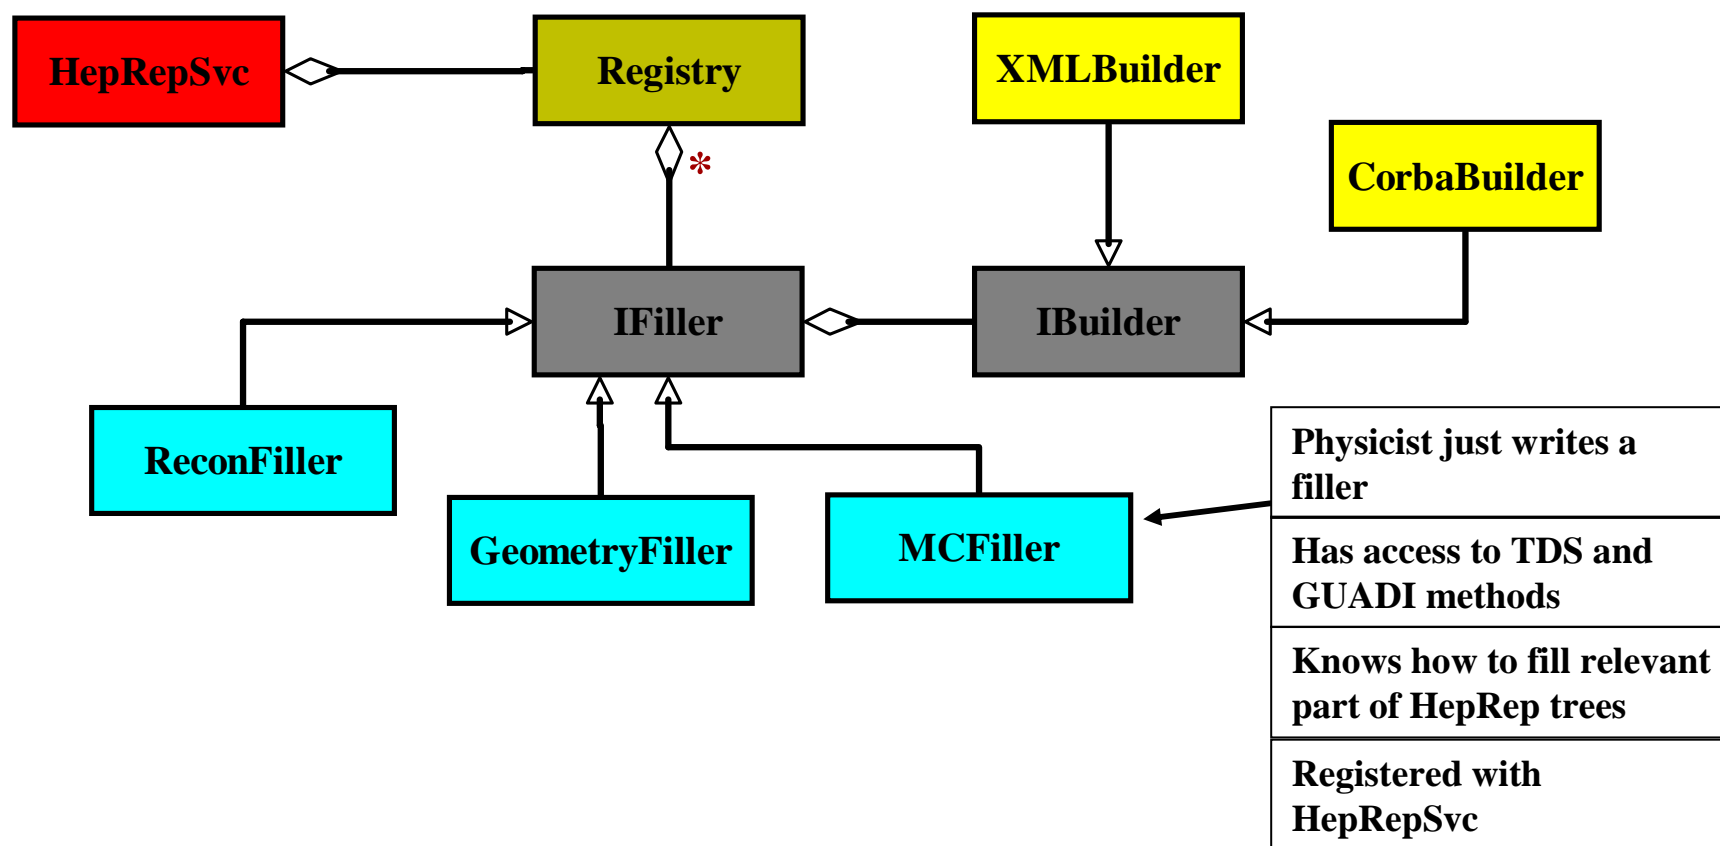 HepRepSvc
Registry
XMLBuilder
CorbaBuilder
*
IFiller
IBuilder
ReconFiller
GeometryFiller
MCFiller
Physicist just writes a
filler
Has access to TDS and
GUADI methods
Knows how to fill relevant
part of HepRep trees
Registered with
HepRepSvc